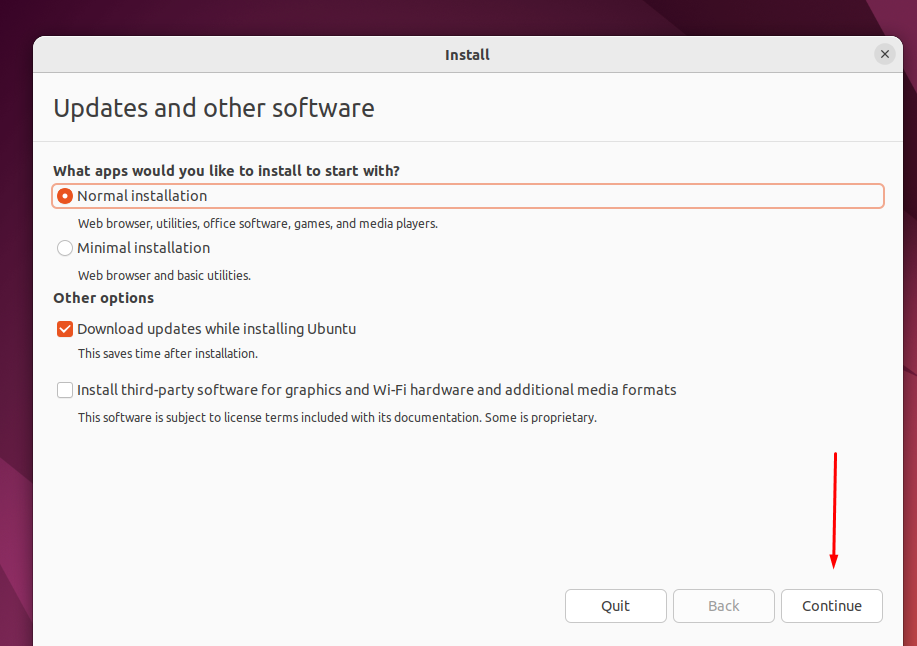 Install
Updates and other software
What apps would you like to install to start with?
Normal installation
Web browser, utilities, office software, games, and media players.
Minimal installation
Web browser and basic utilities.
Other options
Download updates while installing Ubuntu
This saves time after installation.
Install third-party software for graphics and Wi-Fi hardware and additional media formats
This software is subject to license terms included with its documentation. Some is proprietary.
Quit Back Continue